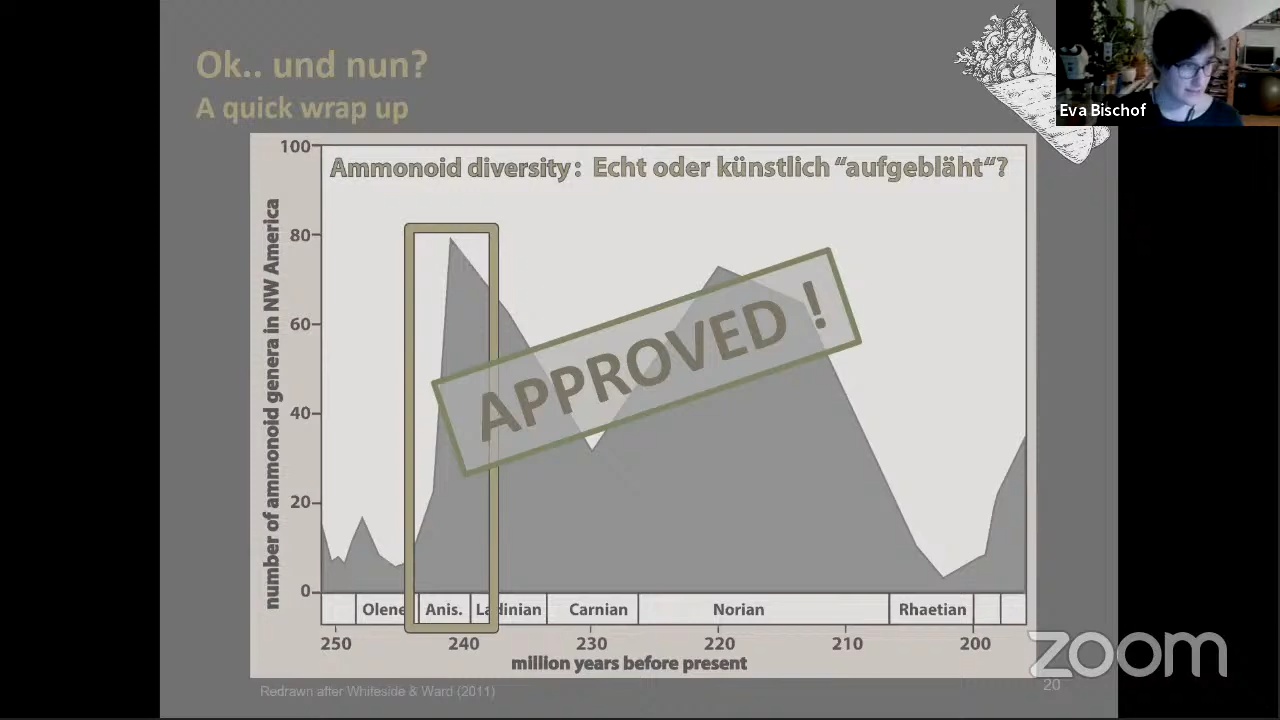 Ok.. und nun?
A quick wrap up
Eva Bischof
Ammonoid diversity: Echt oder künstlich “aufgebläht“?
number of ammonoid genera in NW America
100
80
60
40
20
0
APPROVED !
Olene
Anis.
Ladinian
Carnian
Norian
Rhaetian
250
240
230
220
210
200
million years before present
Redrawn after Whifeside & Ward (2011)
20
zoom